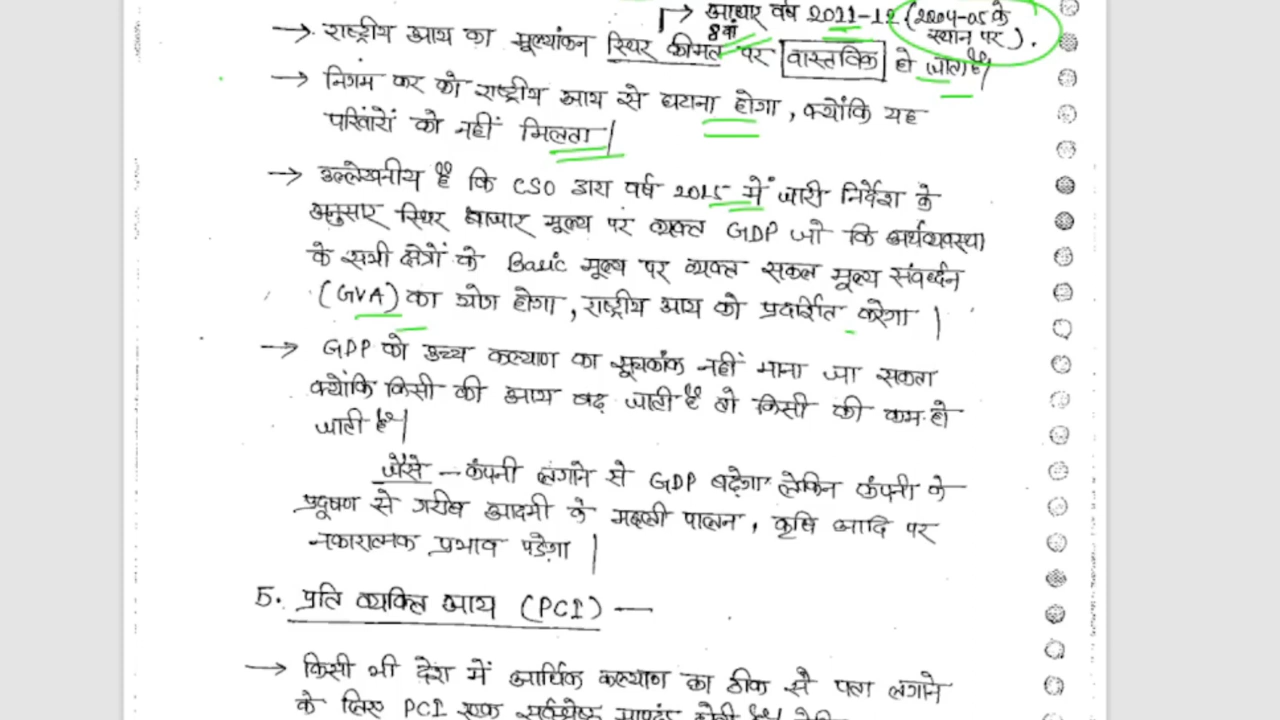 → आधार वर्ष 2011-12 (2004-05 के
स्थान पर).
8वां
→ राष्ट्रीय आय का मूल्यांकन स्थिर कीमत पर वास्तविक हो जाता है|
→ निगम कर को राष्ट्रीय आय से घटाना होगा, क्योंकि यह
परिवारों को नहीं मिलता|
→ उल्लेखनीय है कि CSO द्वारा वर्ष 2015 में जारी निर्देश के
अनुसार स्थिर बाजार मूल्य पर व्यक्त GDP जो कि अर्थव्यवस्था
के सभी क्षेत्रों के Basic मूल्य पर व्यक्त सकल मूल्य संवर्द्धन
(GVA) का योग होगा, राष्ट्रीय आय को प्रदर्शित करेगा |
→ GDP को उच्च कल्याण का सूचकांक नहीं माना जा सकता
क्योंकि किसी की आय बढ़ जाती है तो किसी की कम हो
जाती है|
जैसे – कंपनी लगाने से GDP बढ़ेगा लेकिन कंपनी के
प्रदूषण से गरीब आदमी के मछली पालन, कृषि आदि पर
नकारात्मक प्रभाव पड़ेगा |
5. प्रति व्यक्ति आय (PCI) —
→ किसी भी देश में आर्थिक कल्याण का ठीक से पता लगाने
के लिए PCI एक सर्वश्रेष्ठ मापदंड